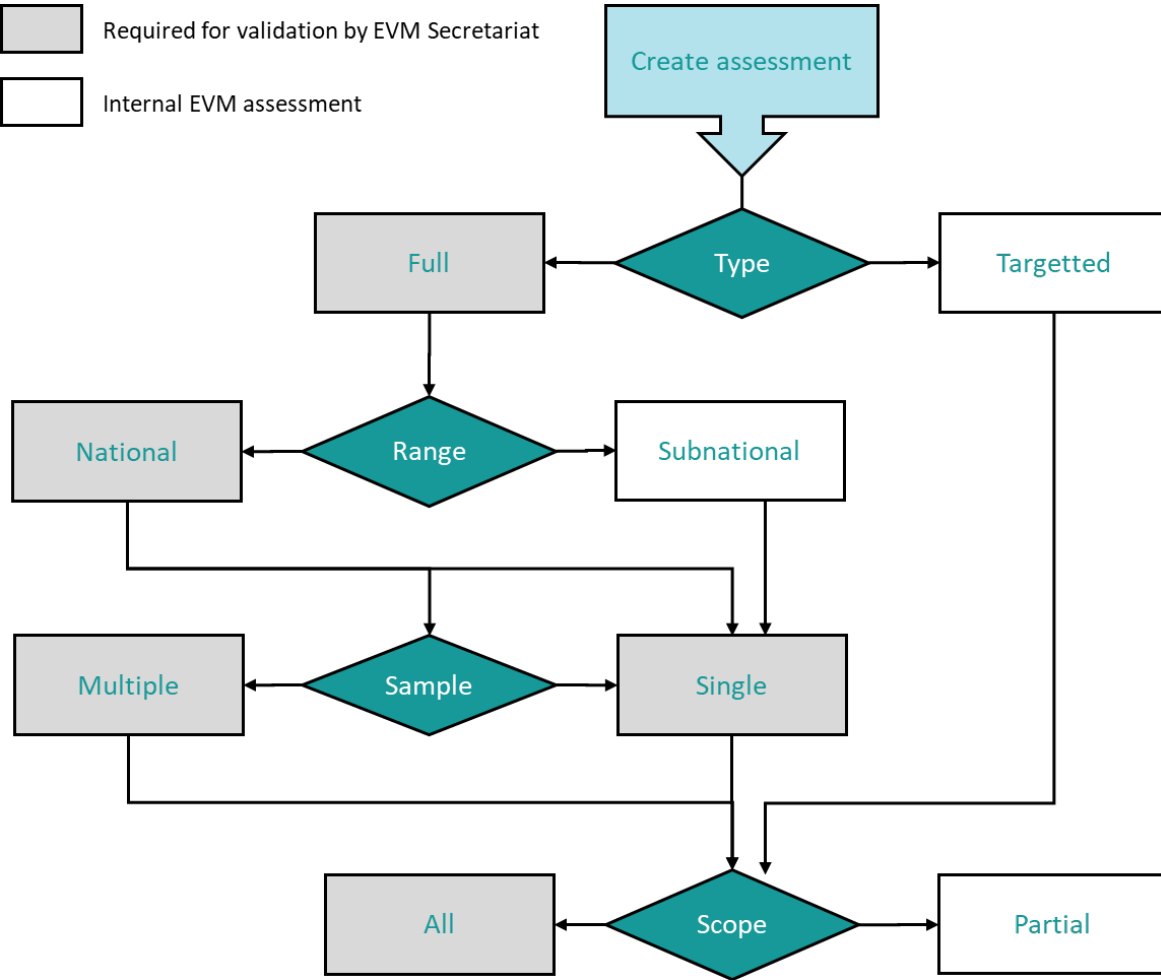 Required for validation by EVM Secretariat
Create assessment
Internal EVM assessment
Full
Type
Targetted
National
Range
Subnational
Multiple
Sample
Single
All
Scope
Partial